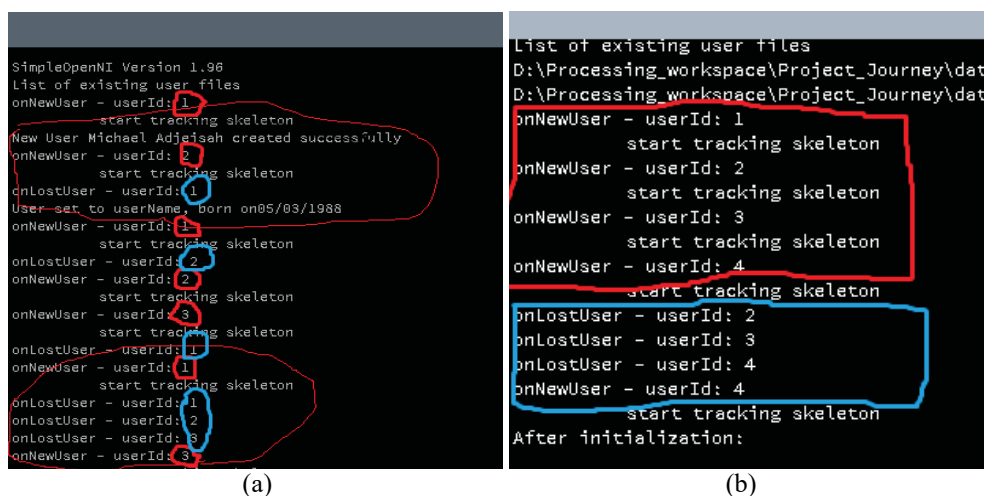 SimpleOpenNI Version 1.96
List of existing user files
onNewUser - userId: 1
start tracking skeleton
New User Michael Adjeisah created successfully
onNewUser - userId: 2
start tracking skeleton
onLostUser - userId: 1
User set to userName, born on05/03/1988
onNewUser - userId: 1
start tracking skeleton
onLostUser - userId: 2
onNewUser - userId: 2
start tracking skeleton
onNewUser - userId: 3
start tracking skeleton
onLostUser - userId: 1
onNewUser - userId: 1
start tracking skeleton
onLostUser - userId: 1
onLostUser - userId: 2
onLostUser - userId: 3
onNewUser - userId: 3
(a)
List of existing user files
D:\Processing_workspace\Project_Journey\dat
D:\Processing_workspace\Project_Journey\dat
onNewUser - userId: 1
start tracking skeleton
onNewUser - userId: 2
start tracking skeleton
onNewUser - userId: 3
start tracking skeleton
onNewUser - userId: 4
start tracking skeleton
onLostUser - userId: 2
onLostUser - userId: 3
onLostUser - userId: 4
onNewUser - userId: 4
start tracking skeleton
After initialization:
(b)